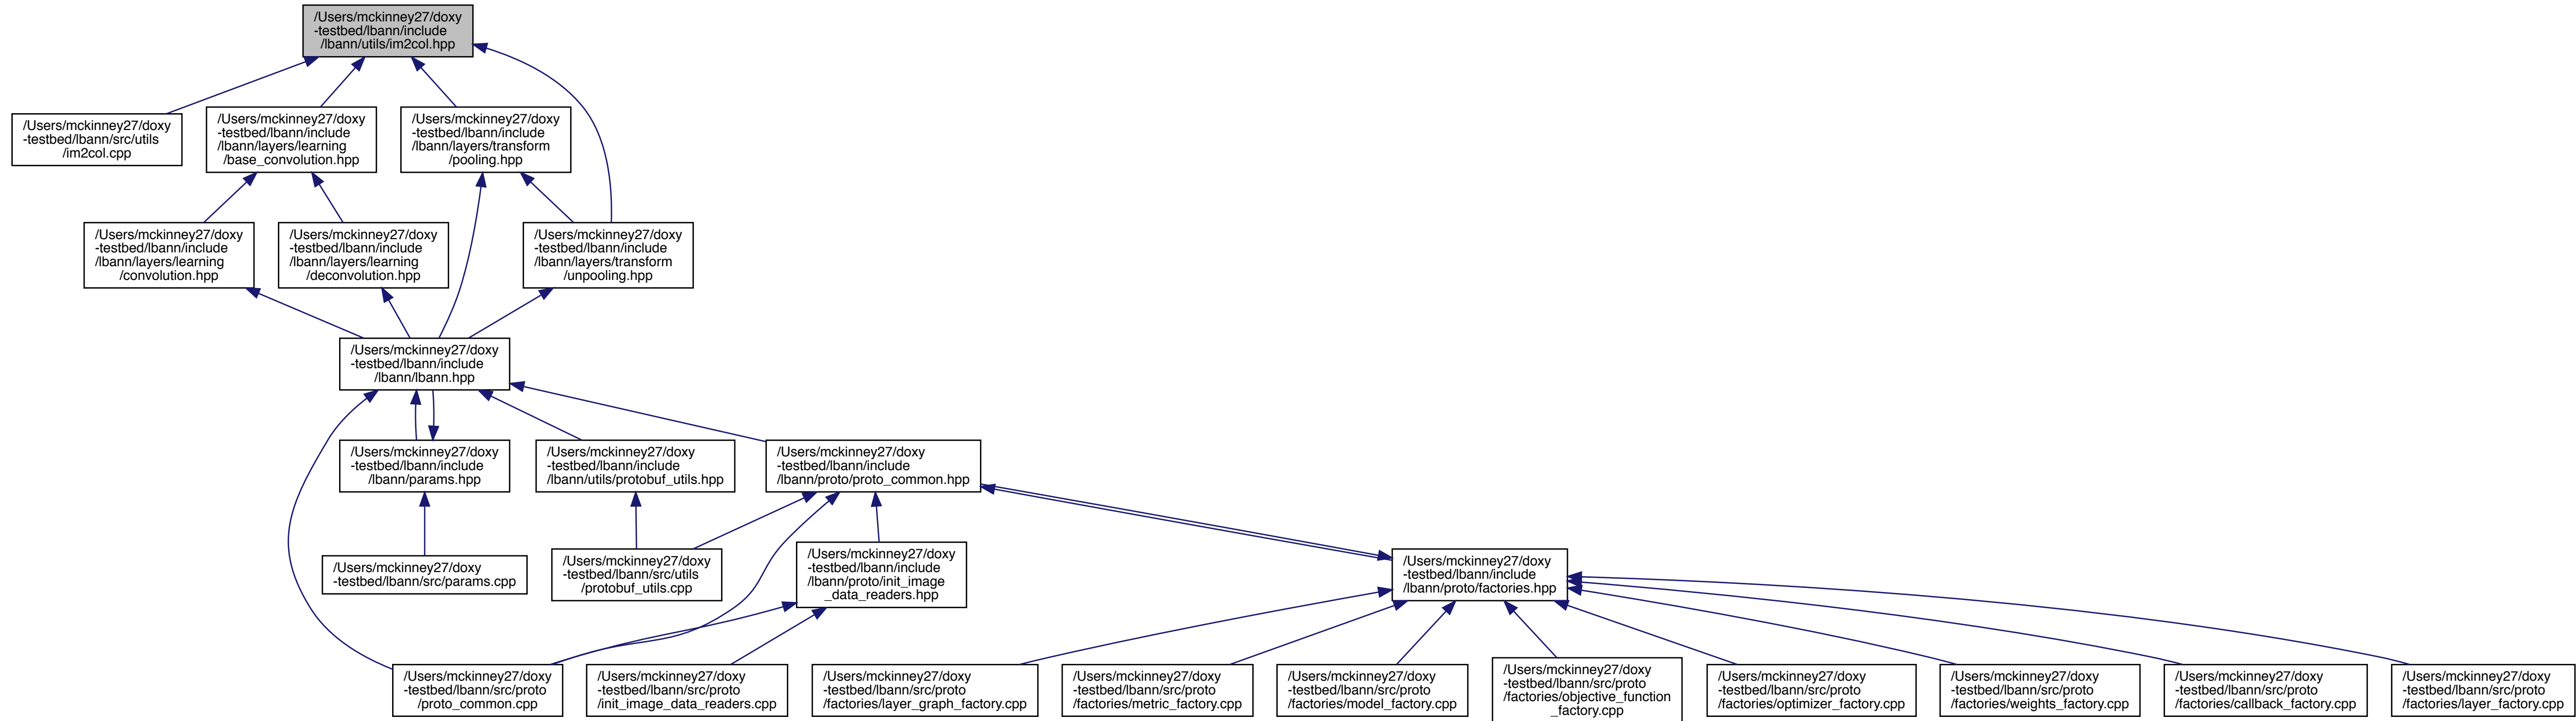 /Users/mckinney27/doxy
-testbed/lbann/include
/lbann/utils/im2col.hpp
/Users/mckinney27/doxy
-testbed/lbann/src/utils
/im2col.cpp
/Users/mckinney27/doxy
-testbed/lbann/include
/lbann/layers/learning
/base_convolution.hpp
/Users/mckinney27/doxy
-testbed/lbann/include
/lbann/layers/transform
/pooling.hpp
/Users/mckinney27/doxy
-testbed/lbann/include
/lbann/layers/learning
/convolution.hpp
/Users/mckinney27/doxy
-testbed/lbann/include
/lbann/layers/learning
/deconvolution.hpp
/Users/mckinney27/doxy
-testbed/lbann/include
/lbann/layers/transform
/unpooling.hpp
/Users/mckinney27/doxy
-testbed/lbann/include
/lbann/lbann.hpp
/Users/mckinney27/doxy
-testbed/lbann/include
/lbann/params.hpp
/Users/mckinney27/doxy
-testbed/lbann/include
/lbann/utils/protobuf_utils.hpp
/Users/mckinney27/doxy
-testbed/lbann/include
/lbann/proto/proto_common.hpp
/Users/mckinney27/doxy
-testbed/lbann/src/params.cpp
/Users/mckinney27/doxy
-testbed/lbann/src/utils
/protobuf_utils.cpp
/Users/mckinney27/doxy
-testbed/lbann/include
/lbann/proto/init_image
_data_readers.hpp
/Users/mckinney27/doxy
-testbed/lbann/include
/lbann/proto/factories.hpp
/Users/mckinney27/doxy
-testbed/lbann/src/proto
/proto_common.cpp
/Users/mckinney27/doxy
-testbed/lbann/src/proto
/init_image_data_readers.cpp
/Users/mckinney27/doxy
-testbed/lbann/src/proto
/factories/layer_graph_factory.cpp
/Users/mckinney27/doxy
-testbed/lbann/src/proto
/factories/metric_factory.cpp
/Users/mckinney27/doxy
-testbed/lbann/src/proto
/factories/model_factory.cpp
/Users/mckinney27/doxy
-testbed/lbann/src/proto
/factories/objective_function
_factory.cpp
/Users/mckinney27/doxy
-testbed/lbann/src/proto
/factories/optimizer_factory.cpp
/Users/mckinney27/doxy
-testbed/lbann/src/proto
/factories/weights_factory.cpp
/Users/mckinney27/doxy
-testbed/lbann/src/proto
/factories/callback_factory.cpp
/Users/mckinney27/doxy
-testbed/lbann/src/proto
/factories/layer_factory.cpp